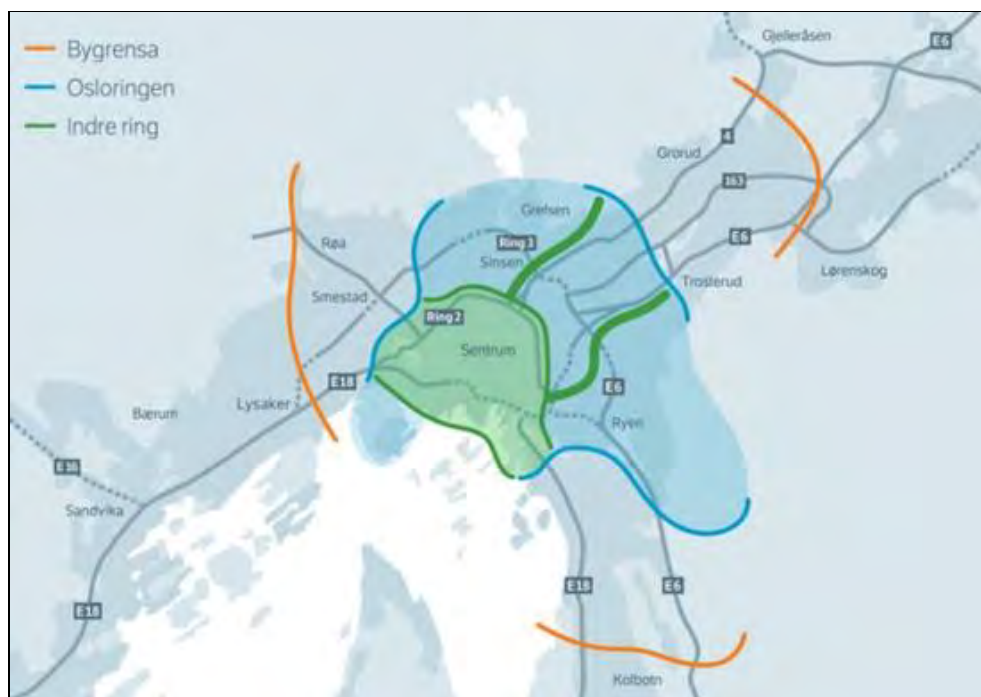 Bygrensa
Osloringen
Indre ring
Gjelleråsen
E6
4
Grorud
163
E6
Lørenskog
Trosterud
Grefsen
Ring 3
Sinsen
Røa
Smestad
Ring 2
Sentrum
E18
Lysaker
E6
Ryen
Bærum
E16
Sandvika
E18
E18
E6
Kolbotn